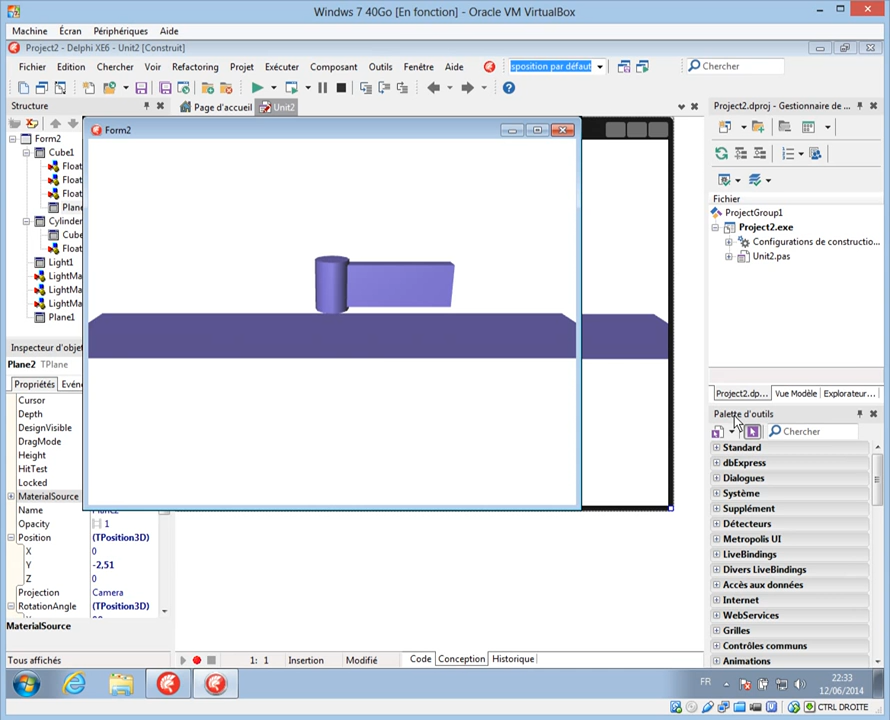 Windws 7 40Go [En fonction] - Oracle VM VirtualBox
Machine Écran Périphériques Aide
Project2 - Delphi XE6 - Unit2 [Construit]
Fichier Edition Chercher Voir Refactoring Projet Exécuter Composant Outils Fenêtre Aide sposition par défaut Chercher
Structure
Page d'accueil Unit2
Project2.dproj - Gestionnaire de ...
Form2
Form2
Cube1
Float
Float
Float
Plane
Cylinder
Cube
Float
Light1
LightMa
LightMa
LightMa
Plane1
Fichier
ProjectGroup1
Project2.exe
Configurations de constructio...
Unit2.pas
Inspecteur d'objet
Plane2 TPlane
Propriétés Evén
Cursor
Depth
DesignVisible
DragMode
Height
HitTest
Locked
MaterialSource
Name Plane2
Opacity 1
Position (TPosition3D)
X 0
Y -2,51
Z 0
Projection Camera
RotationAngle (TPosition3D)
MaterialSource
Tous affichés
Project2.dp... Vue Modèle Explorateur...
Palette d'outils
Chercher
Standard
dbExpress
Dialogues
Système
Supplément
Détecteurs
Metropolis UI
LiveBindings
Divers LiveBindings
Accès aux données
Internet
WebServices
Grilles
Contrôles communs
Animations
1: 1 Insertion Modifié Code Conception Historique
FR 22:33
12/06/2014
CTRL DROITE